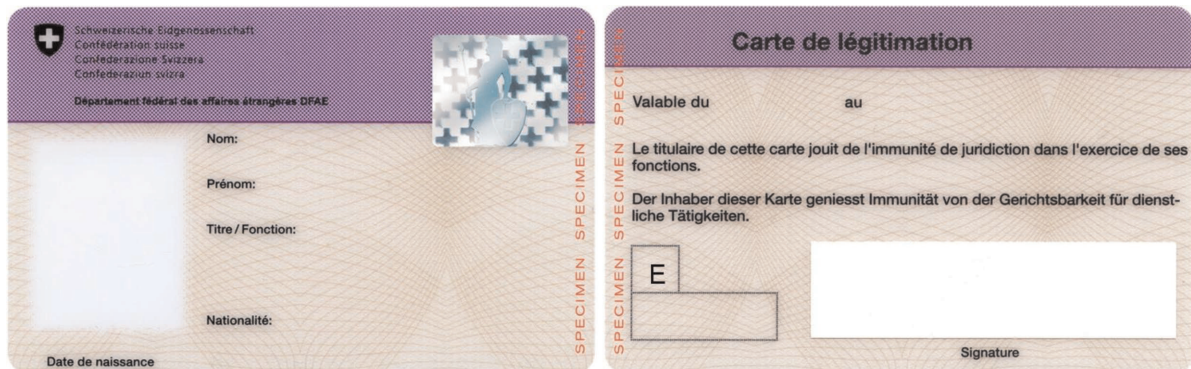 Schweizerische Eidgenossenschaft
Confédération suisse
Confederazione Svizzera
Confederaziun svizra
Département fédéral des affaires étrangères DFAE
Nom:
Prénom:
Titre / Fonction:
Nationalité:
Date de naissance
SPECIMEN SPECIMEN SPECIMEN
Carte de légitimation
Valable du au
Le titulaire de cette carte jouit de l'immunité de juridiction dans l'exercice de ses
fonctions.
Der Inhaber dieser Karte geniesst Immunität von der Gerichtsbarkeit für dienst-
liche Tätigkeiten.
E
Signature
SPECIMEN SPECIMEN SPECIMEN